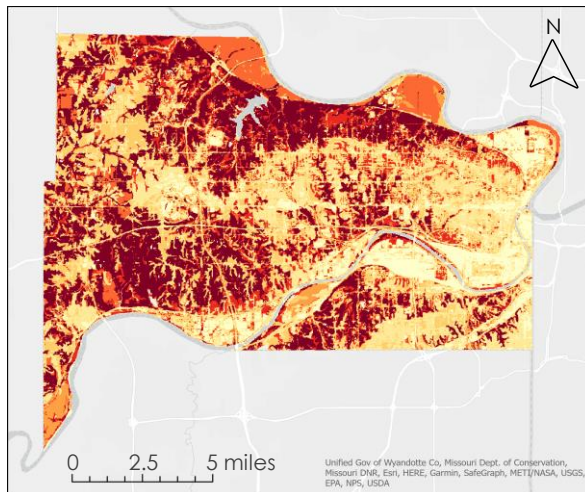 N
0 2.5 5 miles
Unified Gov of Wyandotte Co, Missouri Dept. of Conservation,
Missouri DNR, Esri, HERE, Garmin, SafeGraph, METI/NASA, USGS,
EPA, NPS, USDA